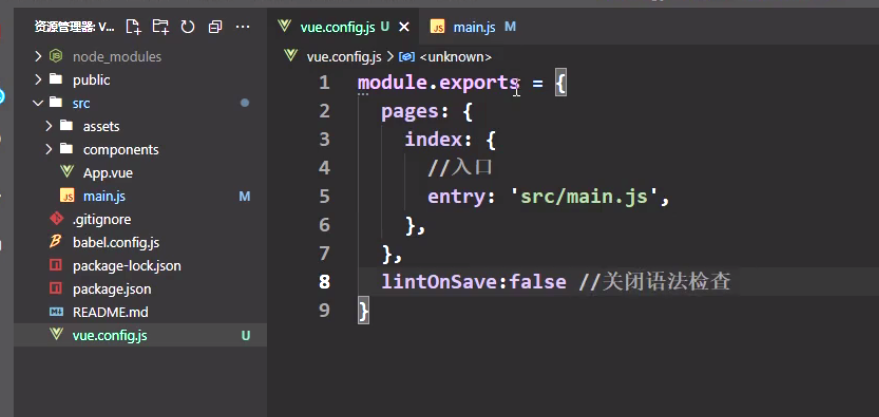 资源管理器: V...
node_modules
public
src
assets
components
App.vue
JS main.js M
.gitignore
babel.config.js
package-lock.json
package.json
README.md
vue.config.js U
vue.config.js U
JS main.js M
vue.config.js > <unknown>
1 module.exports = {
2 pages: {
3 index: {
4 //入口
5 entry: 'src/main.js',
6 },
7 },
8 lintOnSave:false //关闭语法检查
9 }